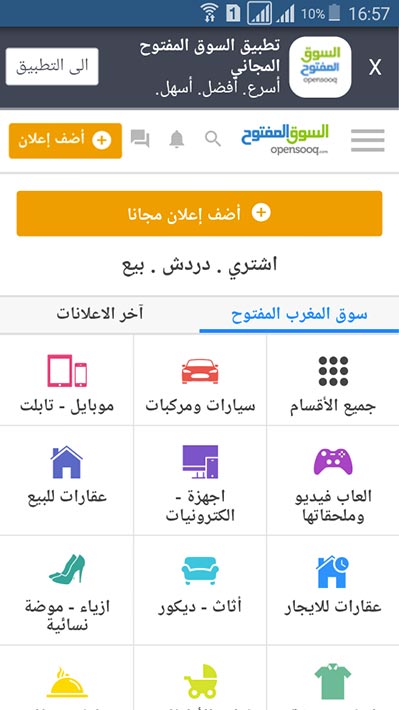 10% 16:57
تطبيق السوق المفتوح
المجاني
أسرع. أفضل. أسهل.
السوق
المفتوح
opensooq
X
الى التطبيق
السوق المفتوح
opensooq.com
أضف إعلان
أضف إعلان مجانا
اشتري . دردش . بيع
سوق المغرب المفتوح
آخر الاعلانات
جميع الأقسام
سيارات ومركبات
موبايل - تابلت
العاب فيديو
وملحقاتها
اجهزة -
الكترونيات
عقارات للبيع
عقارات للايجار
أثاث - ديكور
ازياء - موضة
نسائية